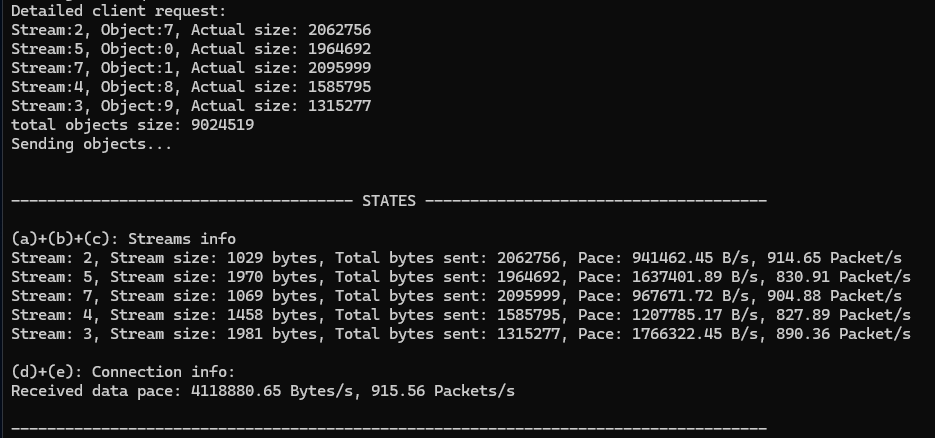 Detailed client request:
Stream:2, Object:7, Actual size: 2062756
Stream:5, Object:0, Actual size: 1964692
Stream:7, Object:1, Actual size: 2095999
Stream:4, Object:8, Actual size: 1585795
Stream:3, Object:9, Actual size: 1315277
total objects size: 9024519
Sending objects...
-------------------------------------- STATES --------------------------------------
(a)+(b)+(c): Streams info
Stream: 2, Stream size: 1029 bytes, Total bytes sent: 2062756, Pace: 941462.45 B/s, 914.65 Packet/s
Stream: 5, Stream size: 1970 bytes, Total bytes sent: 1964692, Pace: 1637401.89 B/s, 830.91 Packet/s
Stream: 7, Stream size: 1069 bytes, Total bytes sent: 2095999, Pace: 967671.72 B/s, 904.88 Packet/s
Stream: 4, Stream size: 1458 bytes, Total bytes sent: 1585795, Pace: 1207785.17 B/s, 827.89 Packet/s
Stream: 3, Stream size: 1981 bytes, Total bytes sent: 1315277, Pace: 1766322.45 B/s, 890.36 Packet/s
(d)+(e): Connection info:
Received data pace: 4118880.65 Bytes/s, 915.56 Packets/s
------------------------------------------------------------------------------------